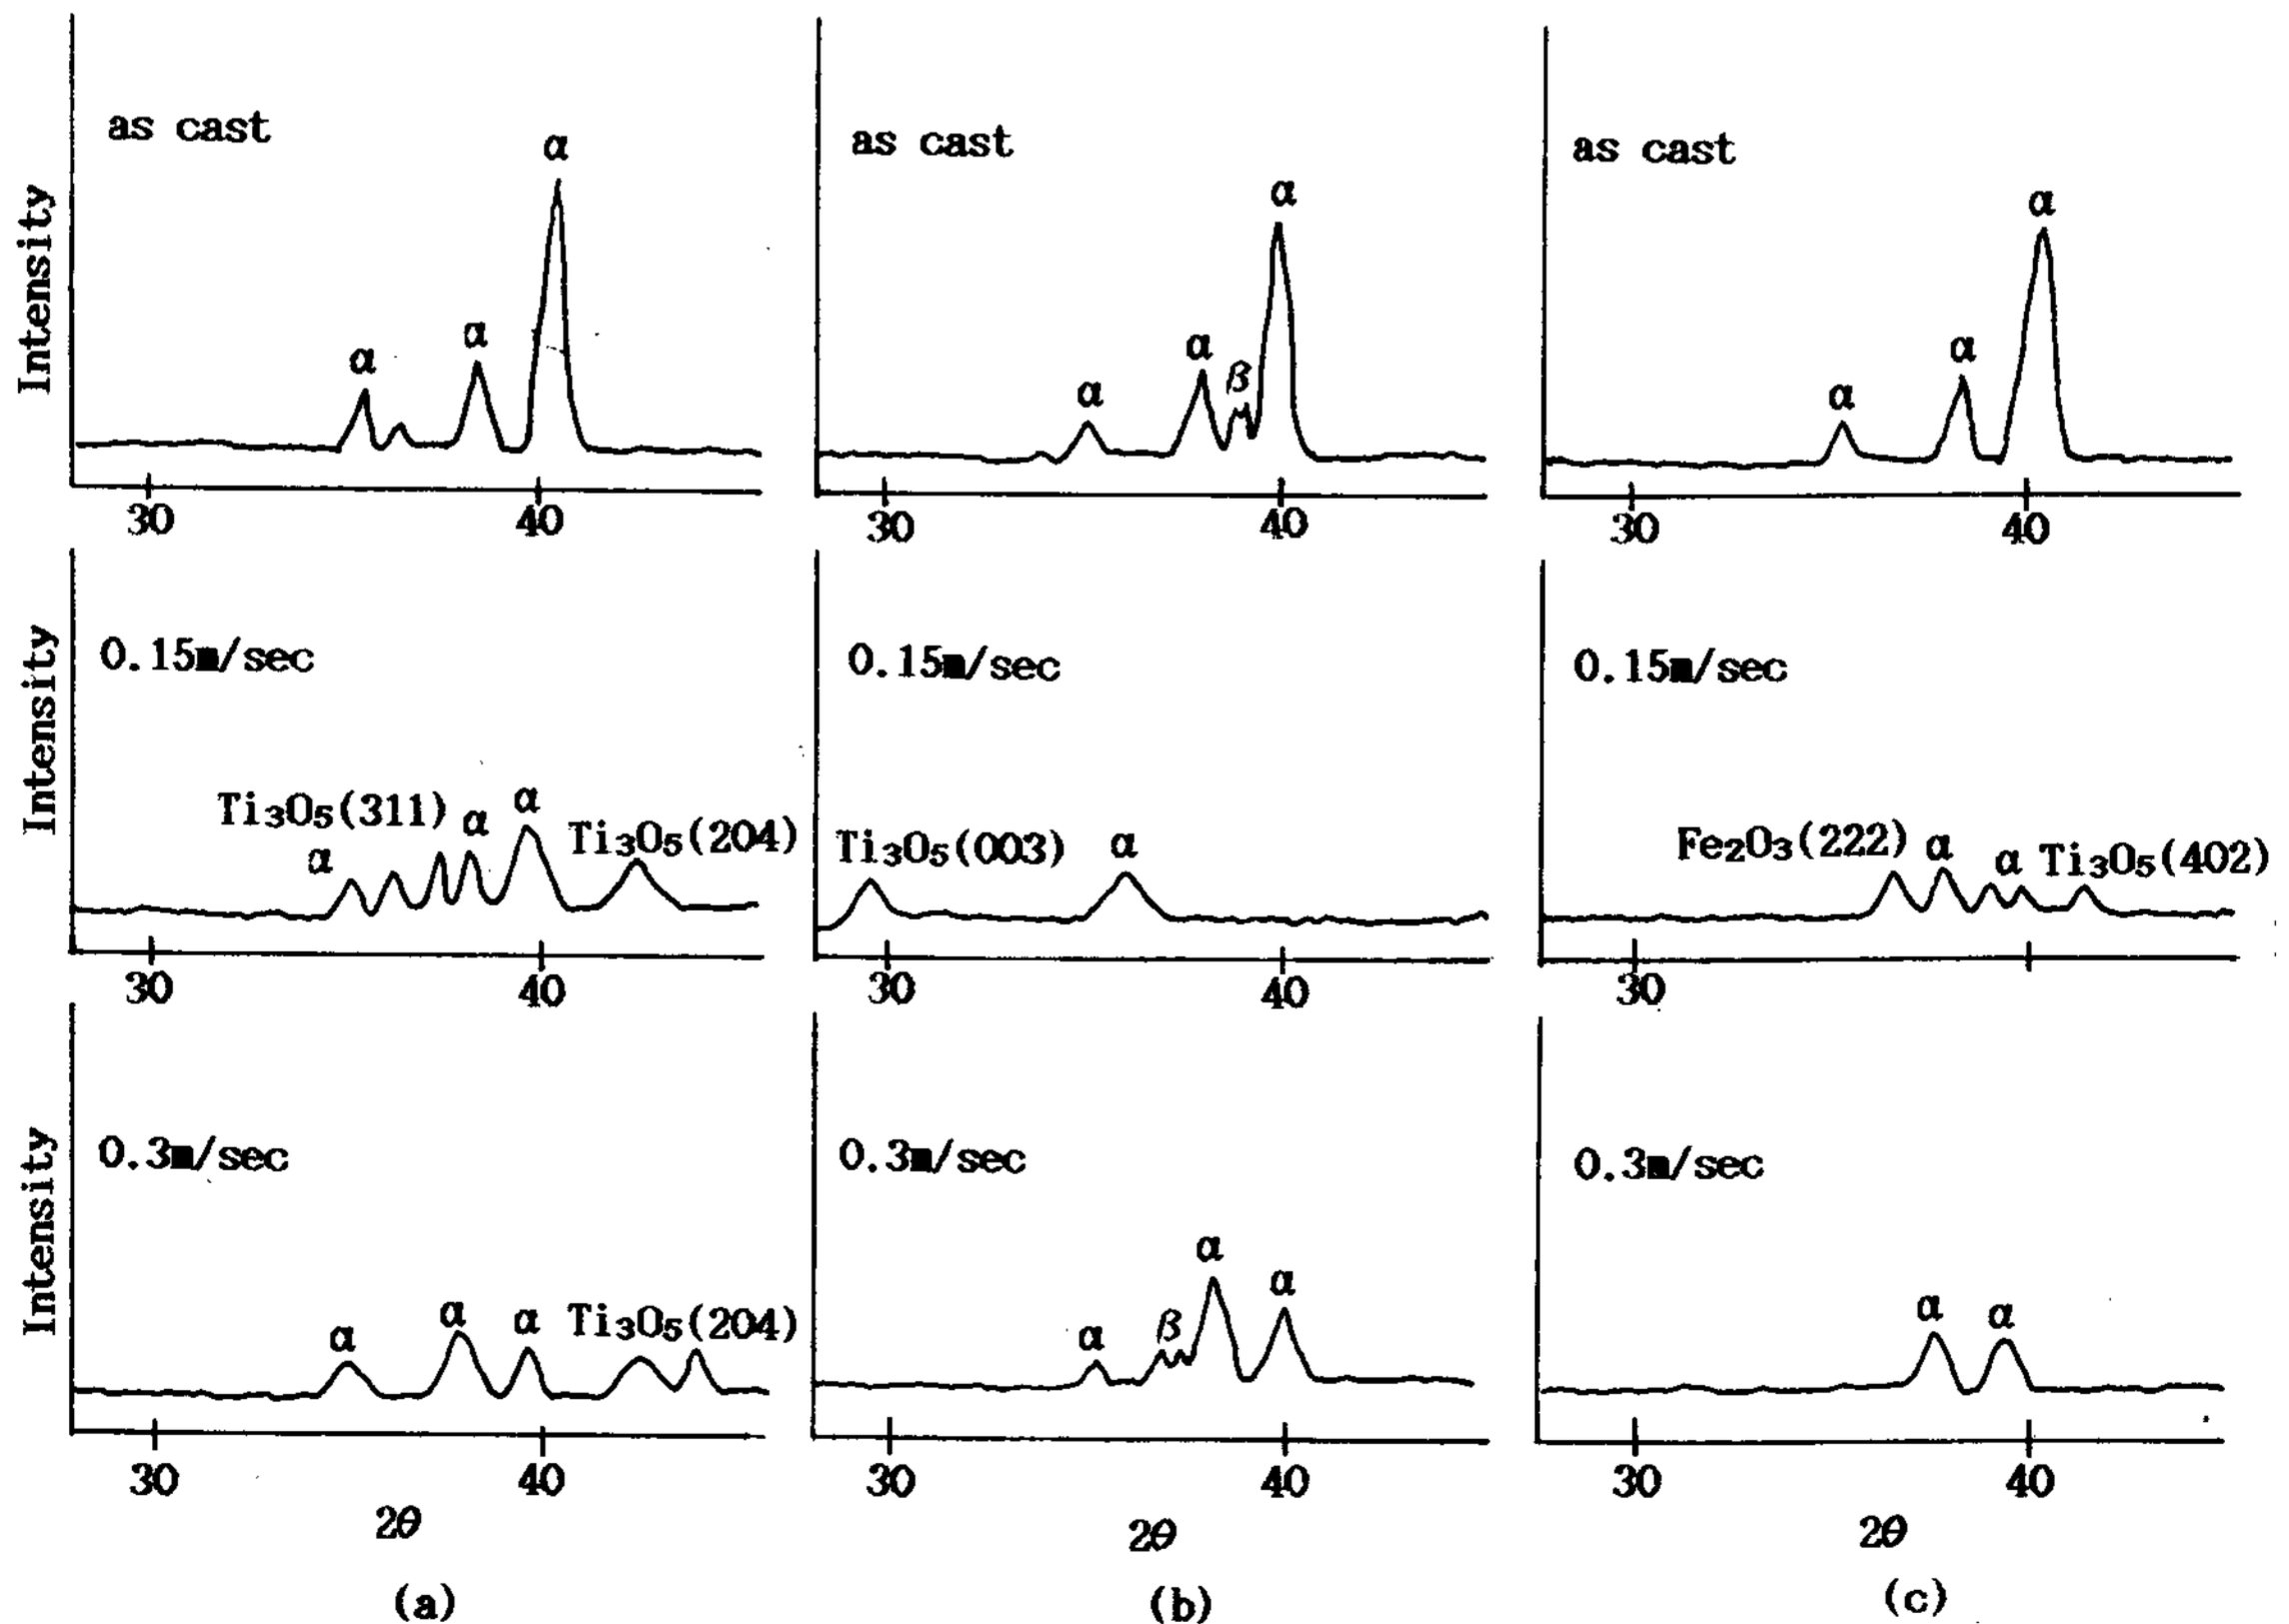 as cast
α
α
α
Intensity
30
40
as cast
α
α
β
α
30
40
as cast
α
α
α
30
40
0.15m/sec
Intensity
Ti₃O₅(311)
α
α
α
Ti₃O₅(204)
30
40
0.15m/sec
Ti₃O₅(003)
α
30
40
0.15m/sec
Fe₂O₃(222)
α
α
Ti₃O₅(402)
30
0.3m/sec
Intensity
α
α
α
Ti₃O₅(204)
30
40
2θ
(a)
0.3m/sec
α
β
α
α
30
40
2θ
(b)
0.3m/sec
α
α
30
40
2θ
(c)